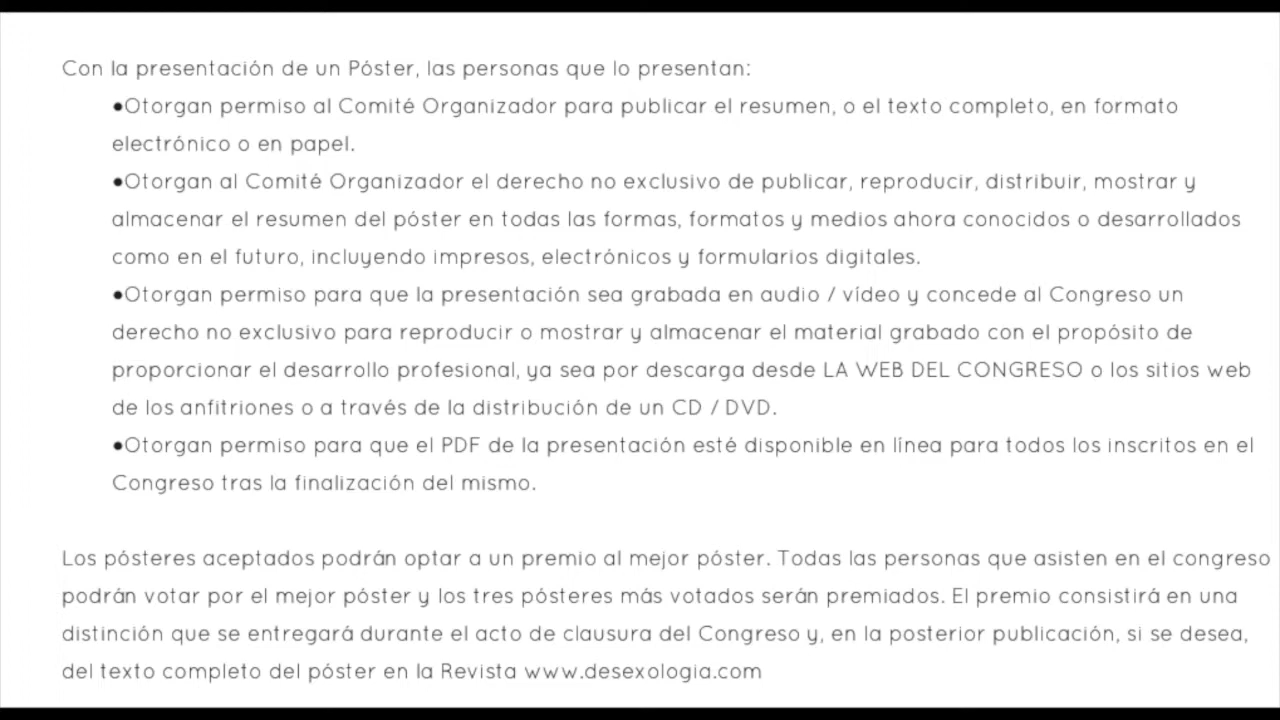 Con la presentación de un Póster, las personas que lo presentan:
●Otorgan permiso al Comité Organizador para publicar el resumen, o el texto completo, en formato
electrónico o en papel.
●Otorgan al Comité Organizador el derecho no exclusivo de publicar, reproducir, distribuir, mostrar y
almacenar el resumen del póster en todas las formas, formatos y medios ahora conocidos o desarrollados
como en el futuro, incluyendo impresos, electrónicos y formularios digitales.
●Otorgan permiso para que la presentación sea grabada en audio / vídeo y concede al Congreso un
derecho no exclusivo para reproducir o mostrar y almacenar el material grabado con el propósito de
proporcionar el desarrollo profesional, ya sea por descarga desde LA WEB DEL CONGRESO o los sitios web
de los anfitriones o a través de la distribución de un CD / DVD.
●Otorgan permiso para que el PDF de la presentación esté disponible en línea para todos los inscritos en el
Congreso tras la finalización del mismo.
Los pósteres aceptados podrán optar a un premio al mejor póster. Todas las personas que asisten en el congreso
podrán votar por el mejor póster y los tres pósteres más votados serán premiados. El premio consistirá en una
distinción que se entregará durante el acto de clausura del Congreso y, en la posterior publicación, si se desea,
del texto completo del póster en la Revista www.desexologia.com